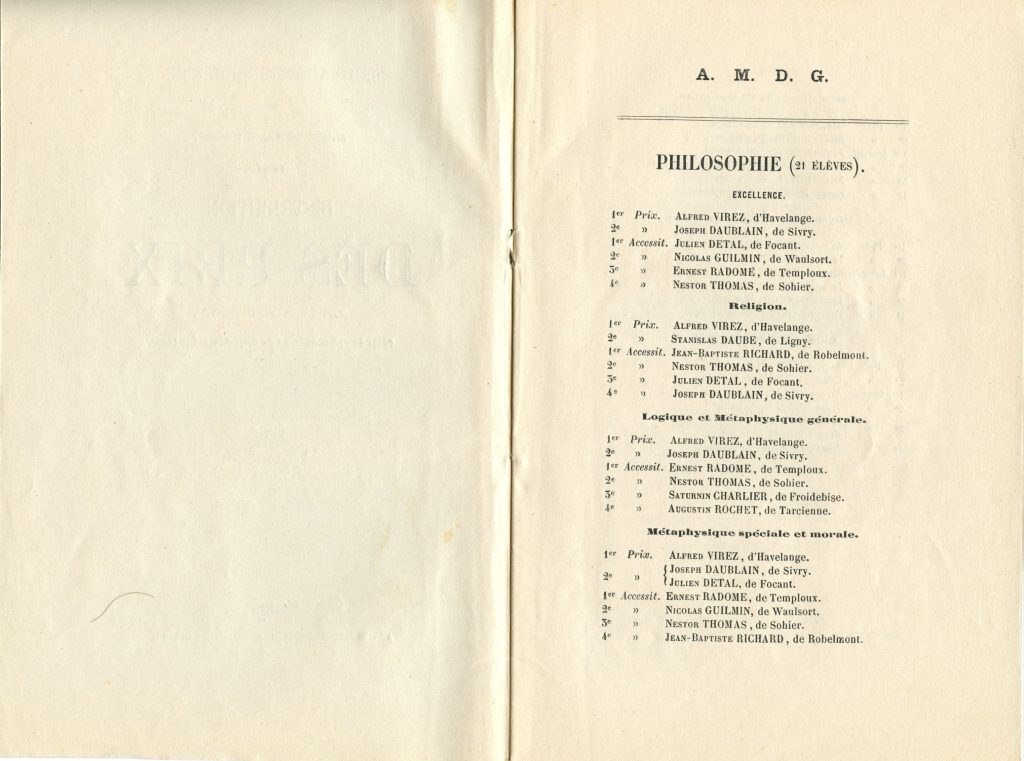 A. M. D. G.
PHILOSOPHIE (21 ÉLÈVES).
EXCELLENCE.
1er Prix. ALFRED VIREZ, d'Havelange.
2e » JOSEPH DAUBLAIN, de Sivry.
1er Accessit. JULIEN DETAL, de Focant.
2e » NICOLAS GUILMIN, de Waulsort.
3e » ERNEST RADOME, de Temploux.
4e » NESTOR THOMAS, de Sohier.
Religion.
1er Prix. ALFRED VIREZ, d'Havelange.
2e » STANISLAS DAUBE, de Ligny.
1er Accessit. JEAN-BAPTISTE RICHARD, de Robelmont.
2e » NESTOR THOMAS, de Sohier.
3e » JULIEN DETAL, de Focant.
4e » JOSEPH DAUBLAIN, de Sivry.
Logique et Métaphysique générale.
1er Prix. ALFRED VIREZ, d'Havelange.
2e » JOSEPH DAUBLAIN, de Sivry.
1er Accessit. ERNEST RADOME, de Temploux.
2e » NESTOR THOMAS, de Sohier.
3e » SATURNIN CHARLIER, de Froidebise.
4e » AUGUSTIN ROCHET, de Tarcienne.
Métaphysique spéciale et morale.
1er Prix. ALFRED VIREZ, d'Havelange.
2e » { JOSEPH DAUBLAIN, de Sivry.
JULIEN DETAL, de Focant.
1er Accessit. ERNEST RADOME, de Temploux.
2e » NICOLAS GUILMIN, de Waulsort.
3e » NESTOR THOMAS, de Sohier.
4e » JEAN-BAPTISTE RICHARD, de Robelmont.